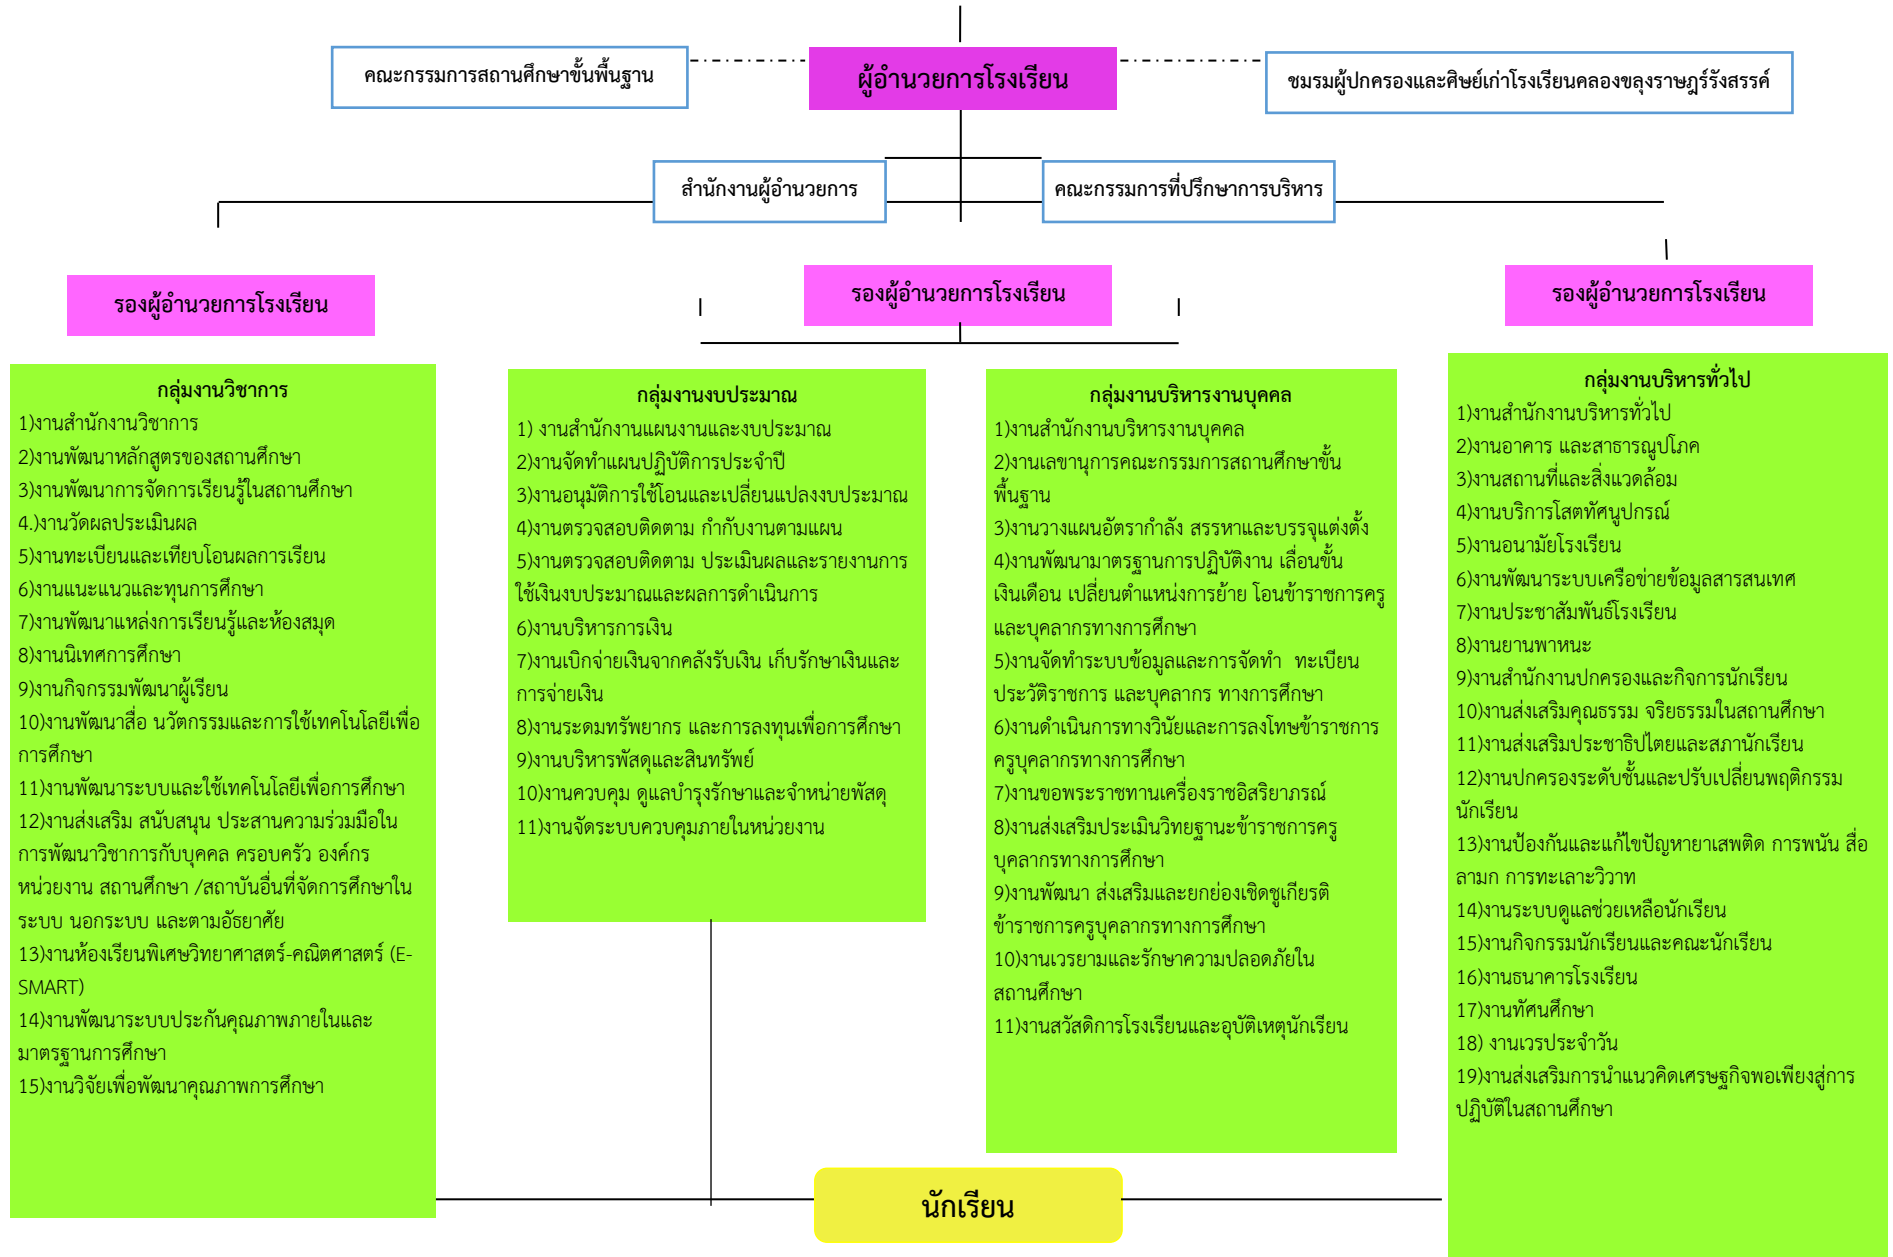 คณะกรรมการสถานศึกษาขั้นพื้นฐาน
ผู้อำนวยการโรงเรียน
ชมรมผู้ปกครองและศิษย์เก่าโรงเรียนคลองขลุงราษฎร์รังสรรค์
สำนักงานผู้อำนวยการ
คณะกรรมการที่ปรึกษาการบริหาร
รองผู้อำนวยการโรงเรียน
รองผู้อำนวยการโรงเรียน
รองผู้อำนวยการโรงเรียน
กลุ่มงานวิชาการ
1)งานสำนักงานวิชาการ
2)งานพัฒนาหลักสูตรของสถานศึกษา
3)งานพัฒนาการจัดการเรียนรู้ในสถานศึกษา
4.)งานวัดผลประเมินผล
5)งานทะเบียนและเทียบโอนผลการเรียน
6)งานแนะแนวและทุนการศึกษา
7)งานพัฒนาแหล่งการเรียนรู้และห้องสมุด
8)งานนิเทศการศึกษา
9)งานกิจกรรมพัฒนาผู้เรียน
10)งานพัฒนาสื่อ นวัตกรรมและการใช้เทคโนโลยีเพื่อ
การศึกษา
11)งานพัฒนาระบบและใช้เทคโนโลยีเพื่อการศึกษา
12)งานส่งเสริม สนับสนุน ประสานความร่วมมือใน
การพัฒนาวิชาการกับบุคคล ครอบครัว องค์กร
หน่วยงาน สถานศึกษา /สถาบันอื่นที่จัดการศึกษาใน
ระบบ นอกระบบ และตามอัธยาศัย
13)งานห้องเรียนพิเศษวิทยาศาสตร์-คณิตศาสตร์ (E-
SMART)
14)งานพัฒนาระบบประกันคุณภาพภายในและ
มาตรฐานการศึกษา
15)งานวิจัยเพื่อพัฒนาคุณภาพการศึกษา
กลุ่มงานงบประมาณ
1) งานสำนักงานแผนงานและงบประมาณ
2)งานจัดทำแผนปฏิบัติการประจำปี
3)งานอนุมัติการใช้โอนและเปลี่ยนแปลงงบประมาณ
4)งานตรวจสอบติดตาม กำกับงานตามแผน
5)งานตรวจสอบติดตาม ประเมินผลและรายงานการ
ใช้เงินงบประมาณและผลการดำเนินการ
6)งานบริหารการเงิน
7)งานเบิกจ่ายเงินจากคลังรับเงิน เก็บรักษาเงินและ
การจ่ายเงิน
8)งานระดมทรัพยากร และการลงทุนเพื่อการศึกษา
9)งานบริหารพัสดุและสินทรัพย์
10)งานควบคุม ดูแลบำรุงรักษาและจำหน่ายพัสดุ
11)งานจัดระบบควบคุมภายในหน่วยงาน
กลุ่มงานบริหารงานบุคคล
1)งานสำนักงานบริหารงานบุคคล
2)งานเลขานุการคณะกรรมการสถานศึกษาขั้น
พื้นฐาน
3)งานวางแผนอัตรากำลัง สรรหาและบรรจุแต่งตั้ง
4)งานพัฒนามาตรฐานการปฏิบัติงาน เลื่อนขั้น
เงินเดือน เปลี่ยนตำแหน่งการย้าย โอนข้าราชการครู
และบุคลากรทางการศึกษา
5)งานจัดทำระบบข้อมูลและการจัดทำ ทะเบียน
ประวัติราชการ และบุคลากร ทางการศึกษา
6)งานดำเนินการทางวินัยและการลงโทษข้าราชการ
ครูบุคลากรทางการศึกษา
7)งานขอพระราชทานเครื่องราชอิสริยาภรณ์
8)งานส่งเสริมประเมินวิทยฐานะข้าราชการครู
บุคลากรทางการศึกษา
9)งานพัฒนา ส่งเสริมและยกย่องเชิดชูเกียรติ
ข้าราชการครูบุคลากรทางการศึกษา
10)งานเวรยามและรักษาความปลอดภัยใน
สถานศึกษา
11)งานสวัสดิการโรงเรียนและอุบัติเหตุนักเรียน
กลุ่มงานบริหารทั่วไป
1)งานสำนักงานบริหารทั่วไป
2)งานอาคาร และสาธารณูปโภค
3)งานสถานที่และสิ่งแวดล้อม
4)งานบริการโสตทัศนูปกรณ์
5)งานอนามัยโรงเรียน
6)งานพัฒนาระบบเครือข่ายข้อมูลสารสนเทศ
7)งานประชาสัมพันธ์โรงเรียน
8)งานยานพาหนะ
9)งานสำนักงานปกครองและกิจการนักเรียน
10)งานส่งเสริมคุณธรรม จริยธรรมในสถานศึกษา
11)งานส่งเสริมประชาธิปไตยและสภานักเรียน
12)งานปกครองระดับชั้นและปรับเปลี่ยนพฤติกรรม
นักเรียน
13)งานป้องกันและแก้ไขปัญหายาเสพติด การพนัน สื่อ
ลามก การทะเลาะวิวาท
14)งานระบบดูแลช่วยเหลือนักเรียน
15)งานกิจกรรมนักเรียนและคณะนักเรียน
16)งานธนาคารโรงเรียน
17)งานทัศนศึกษา
18) งานเวรประจำวัน
19)งานส่งเสริมการนำแนวคิดเศรษฐกิจพอเพียงสู่การ
ปฏิบัติในสถานศึกษา
นักเรียน